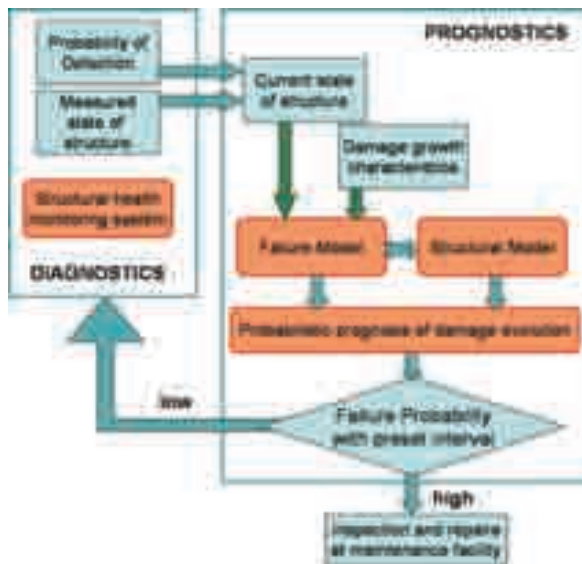 PROGNOSTICS
Probability of
Detection
Current state
of structure
Measured
state of
structure
Damage growth
characteristics
Structural health
monitoring system
Failure Model
Structural Model
DIAGNOSTICS
Probabilistic prognosis of damage evolution
low
Failure Probability
with preset interval
high
Inspection and repairs
at maintenance facility